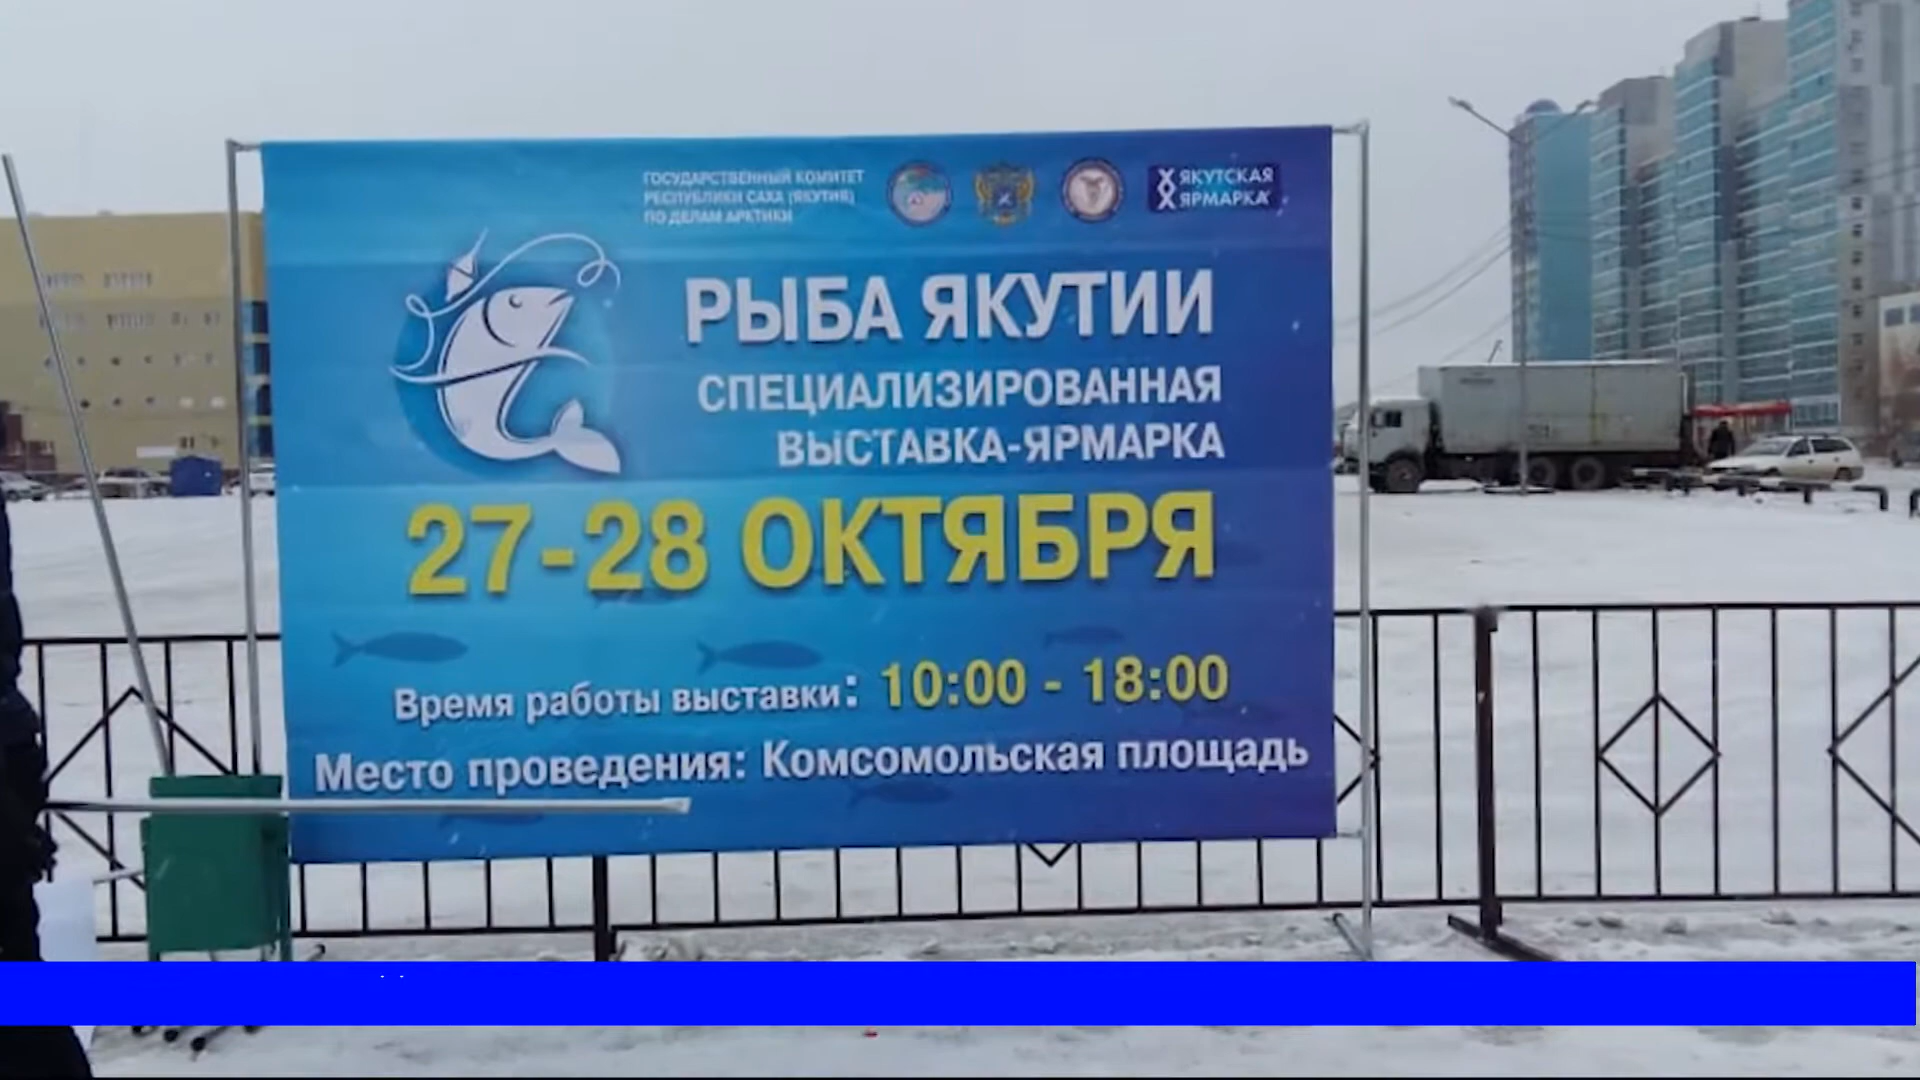 ГОСУДАРСТВЕННЫЙ КОМИТЕТ
РЕСПУБЛИКИ САХА (ЯКУТИЯ)
ПО ДЕЛАМ АРКТИКИ
ЯКУТСКАЯ
ЯРМАРКА
РЫБА ЯКУТИИ
СПЕЦИАЛИЗИРОВАННАЯ
ВЫСТАВКА-ЯРМАРКА
27-28 ОКТЯБРЯ
Время работы выставки: 10:00 - 18:00
Место проведения: Комсомольская площадь